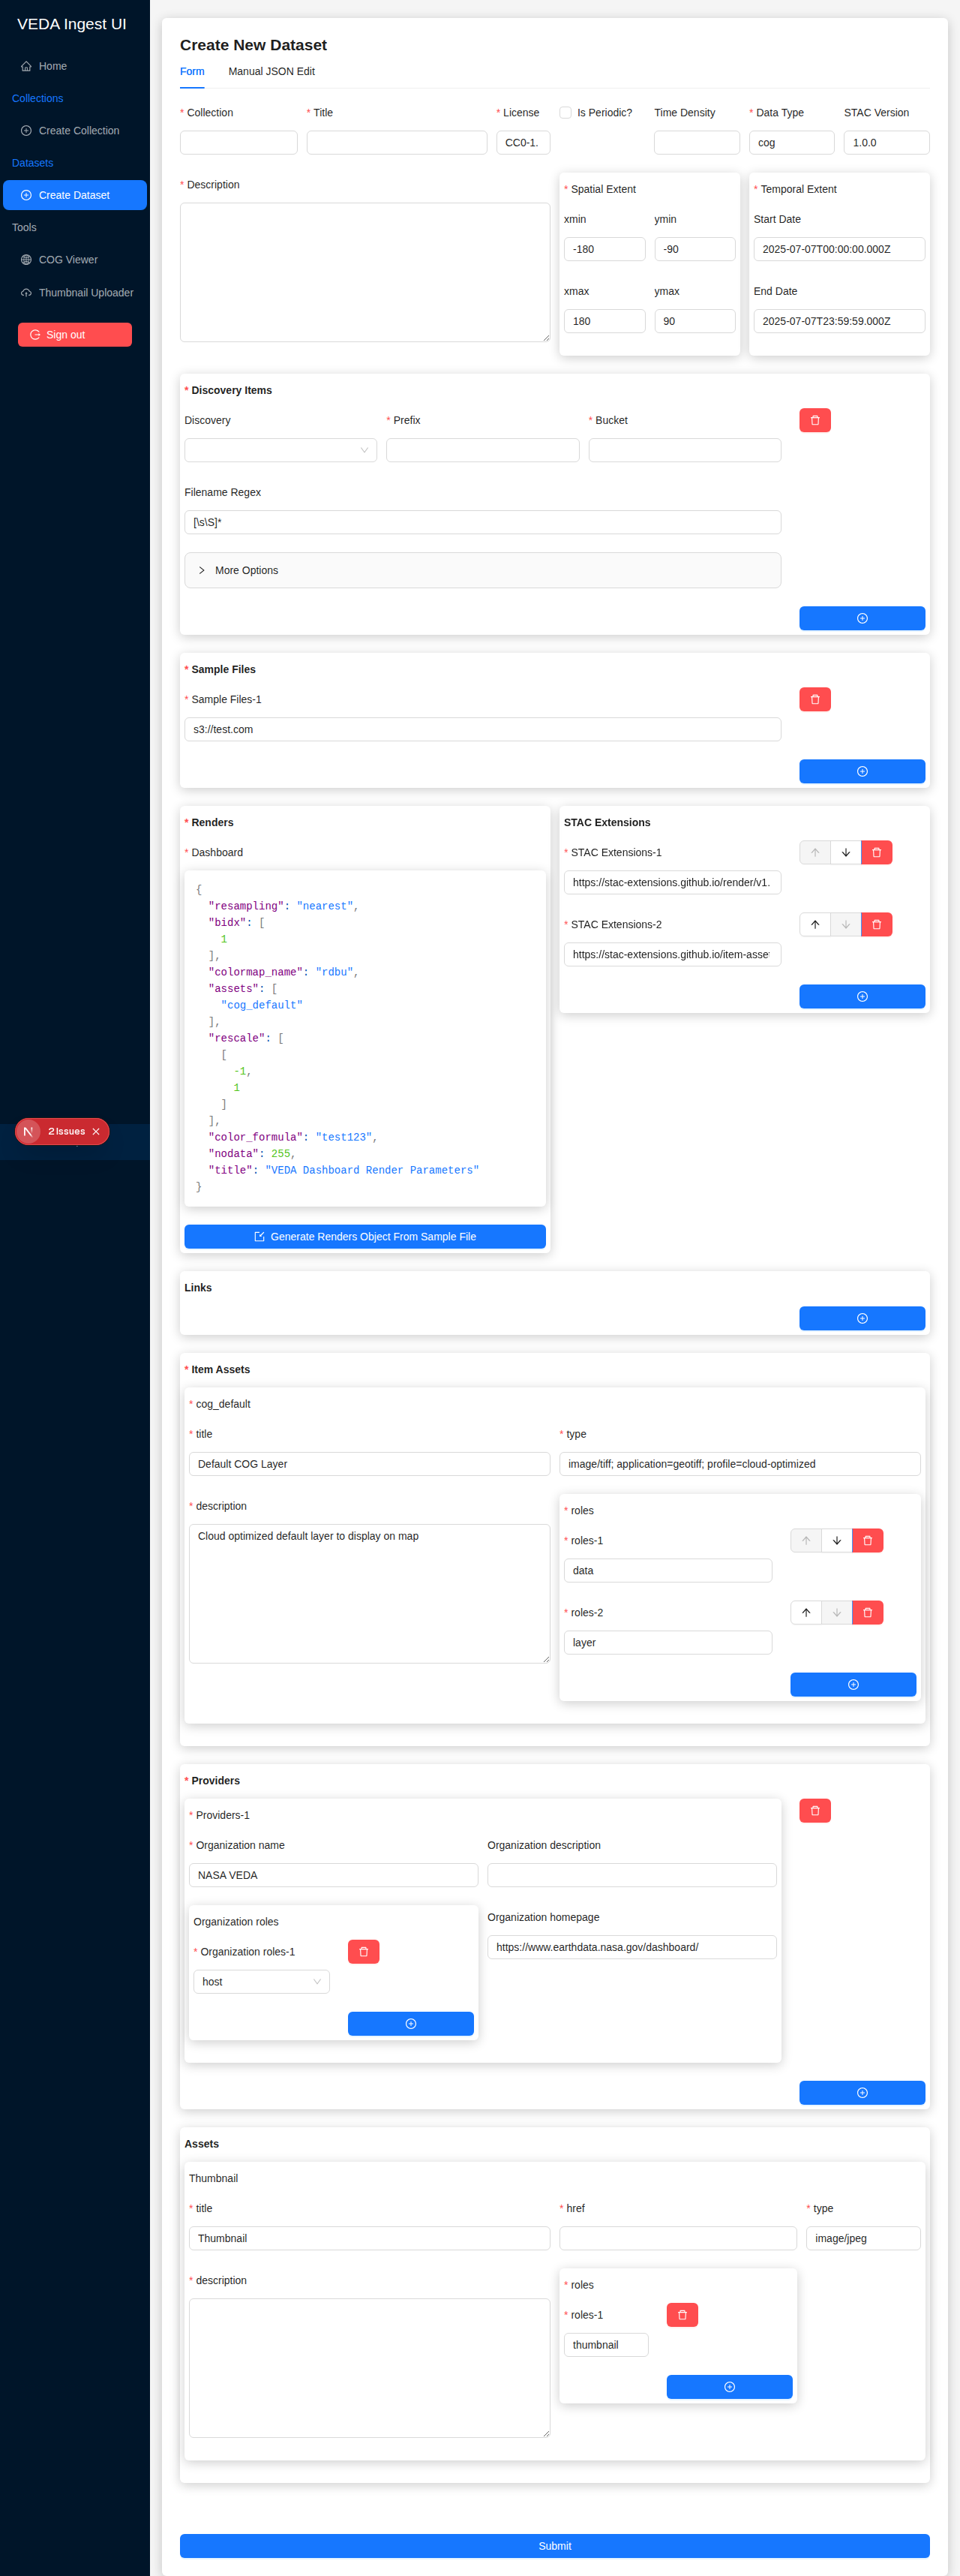 VEDA Ingest UI
Home
Collections
Create Collection
Datasets
Create Dataset
Tools
COG Viewer
Thumbnail Uploader
Sign out
2 Issues
Create New Dataset
Form Manual JSON Edit
* Collection * Title * License Is Periodic? Time Density * Data Type STAC Version
CC0-1. cog 1.0.0
* Description
* Spatial Extent
xmin ymin
-180 -90
xmax ymax
180 90
* Temporal Extent
Start Date
2025-07-07T00:00:00.000Z
End Date
2025-07-07T23:59:59.000Z
* Discovery Items
Discovery * Prefix * Bucket
Filename Regex
[\s\S]*
More Options
* Sample Files
* Sample Files-1
s3://test.com
* Renders
* Dashboard
{
"resampling": "nearest",
"bidx": [
1
],
"colormap_name": "rdbu",
"assets": [
"cog_default"
],
"rescale": [
[
-1,
1
]
],
"color_formula": "test123",
"nodata": 255,
"title": "VEDA Dashboard Render Parameters"
}
Generate Renders Object From Sample File
STAC Extensions
* STAC Extensions-1
https://stac-extensions.github.io/render/v1.
* STAC Extensions-2
https://stac-extensions.github.io/item-asse
Links
* Item Assets
* cog_default
* title * type
Default COG Layer image/tiff; application=geotiff; profile=cloud-optimized
* description
Cloud optimized default layer to display on map
* roles
* roles-1
data
* roles-2
layer
* Providers
* Providers-1
* Organization name Organization description
NASA VEDA
Organization roles
* Organization roles-1
host
Organization homepage
https://www.earthdata.nasa.gov/dashboard/
Assets
Thumbnail
* title * href * type
Thumbnail image/jpeg
* description
* roles
* roles-1
thumbnail
Submit